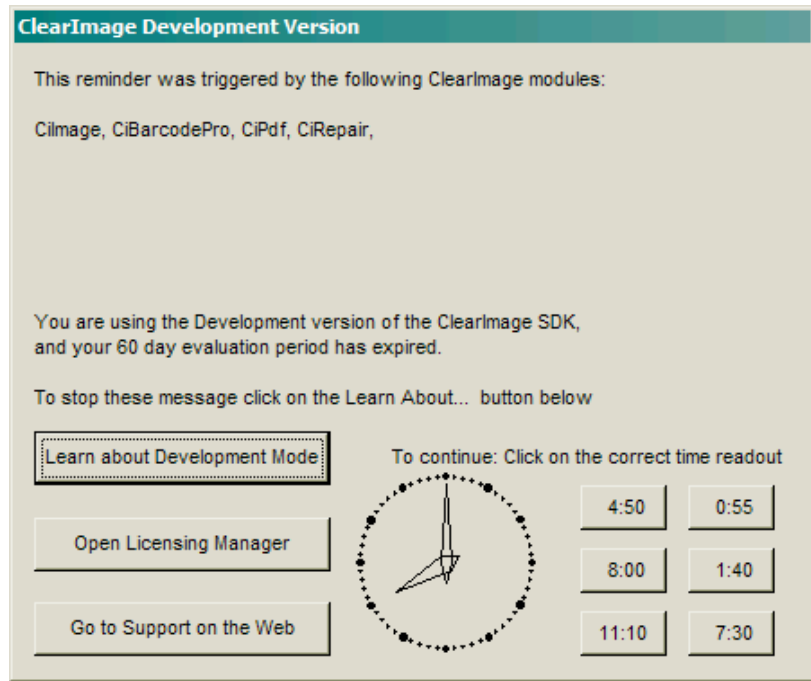 ClearImage Development Version
This reminder was triggered by the following ClearImage modules:
CiImage, CiBarcodePro, CiPdf, CiRepair,
You are using the Development version of the ClearImage SDK,
and your 60 day evaluation period has expired.
To stop these message click on the Learn About... button below
Learn about Development Mode
To continue: Click on the correct time readout
4:50 0:55
Open Licensing Manager
8:00 1:40
Go to Support on the Web
11:10 7:30